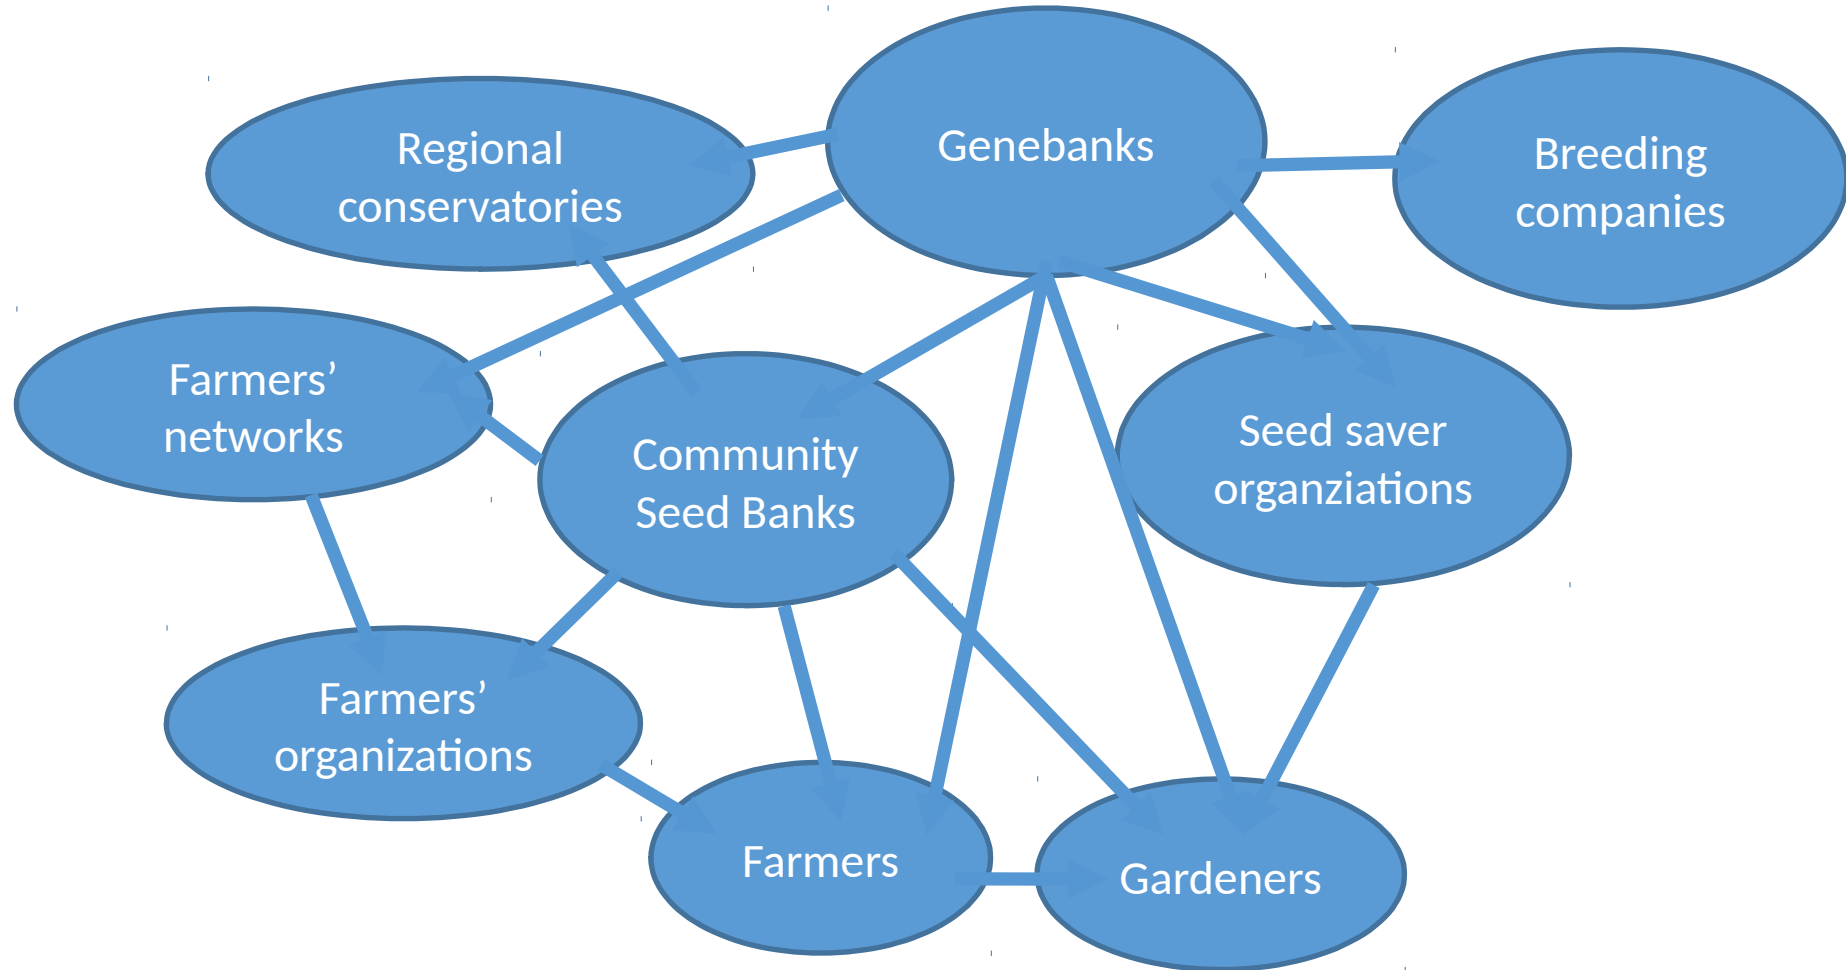 Genebanks
Regional
conservatories
Breeding
companies
Farmers’
networks
Community
Seed Banks
Seed saver
organziations
Farmers’
organizations
Farmers
Gardeners